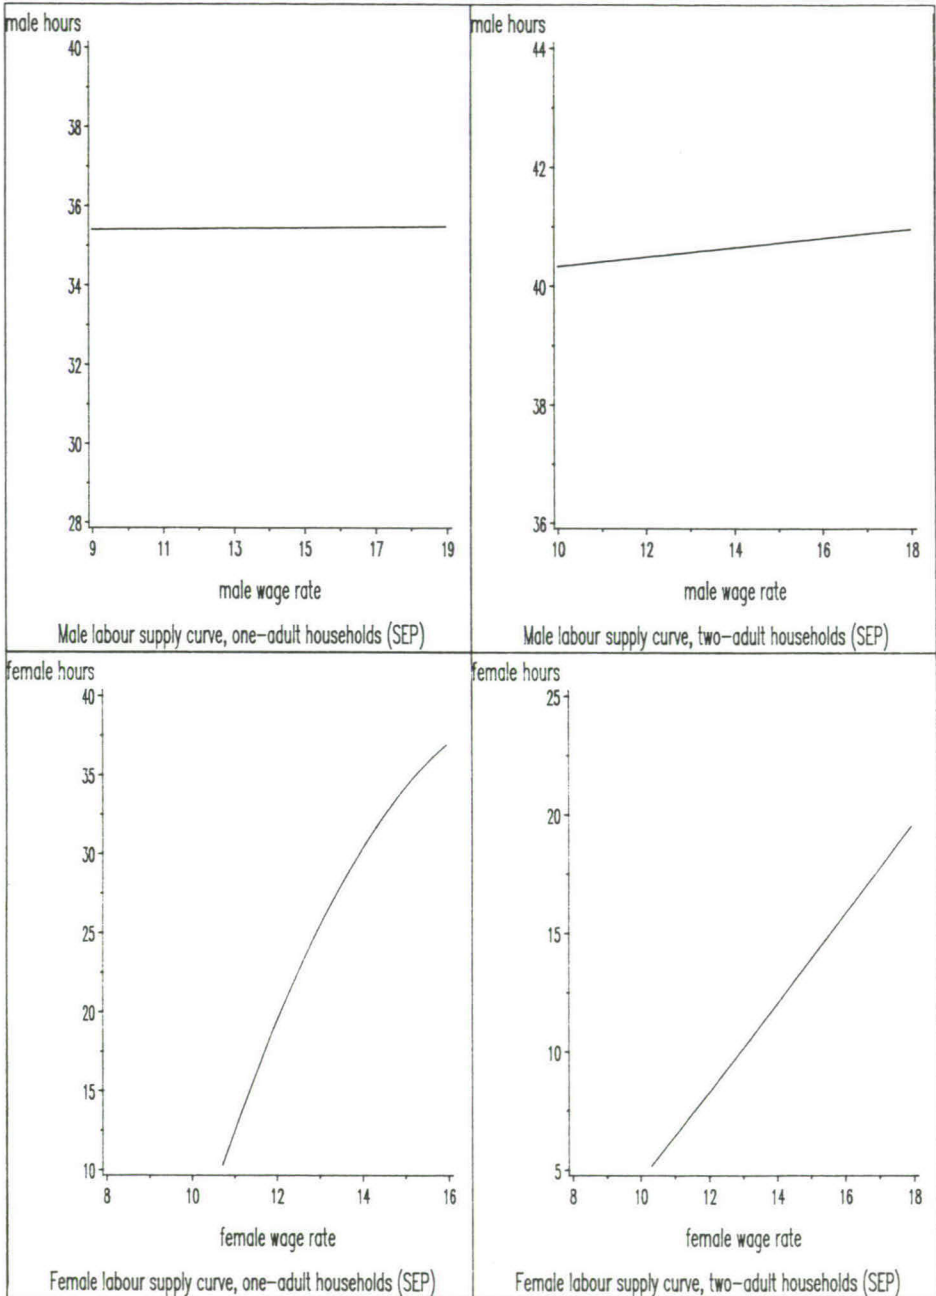 male hours
40
38
36
34
32
30
28
9 11 13 15 17 19
male wage rate
Male labour supply curve, one-adult households (SEP)
male hours
44
42
40
38
36
10 12 14 16 18
male wage rate
Male labour supply curve, two-adult households (SEP)
female hours
40
35
30
25
20
15
10
8 10 12 14 16
female wage rate
Female labour supply curve, one-adult households (SEP)
female hours
25
20
15
10
5
8 10 12 14 16 18
female wage rate
Female labour supply curve, two-adult households (SEP)